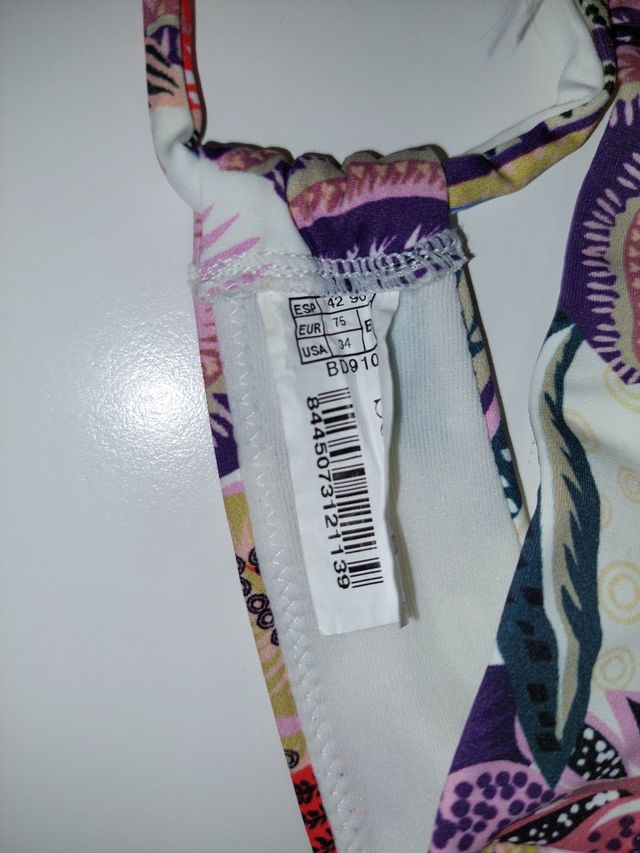 ESP 42 90
EUR 75
USA 34
BD910
8445073121139